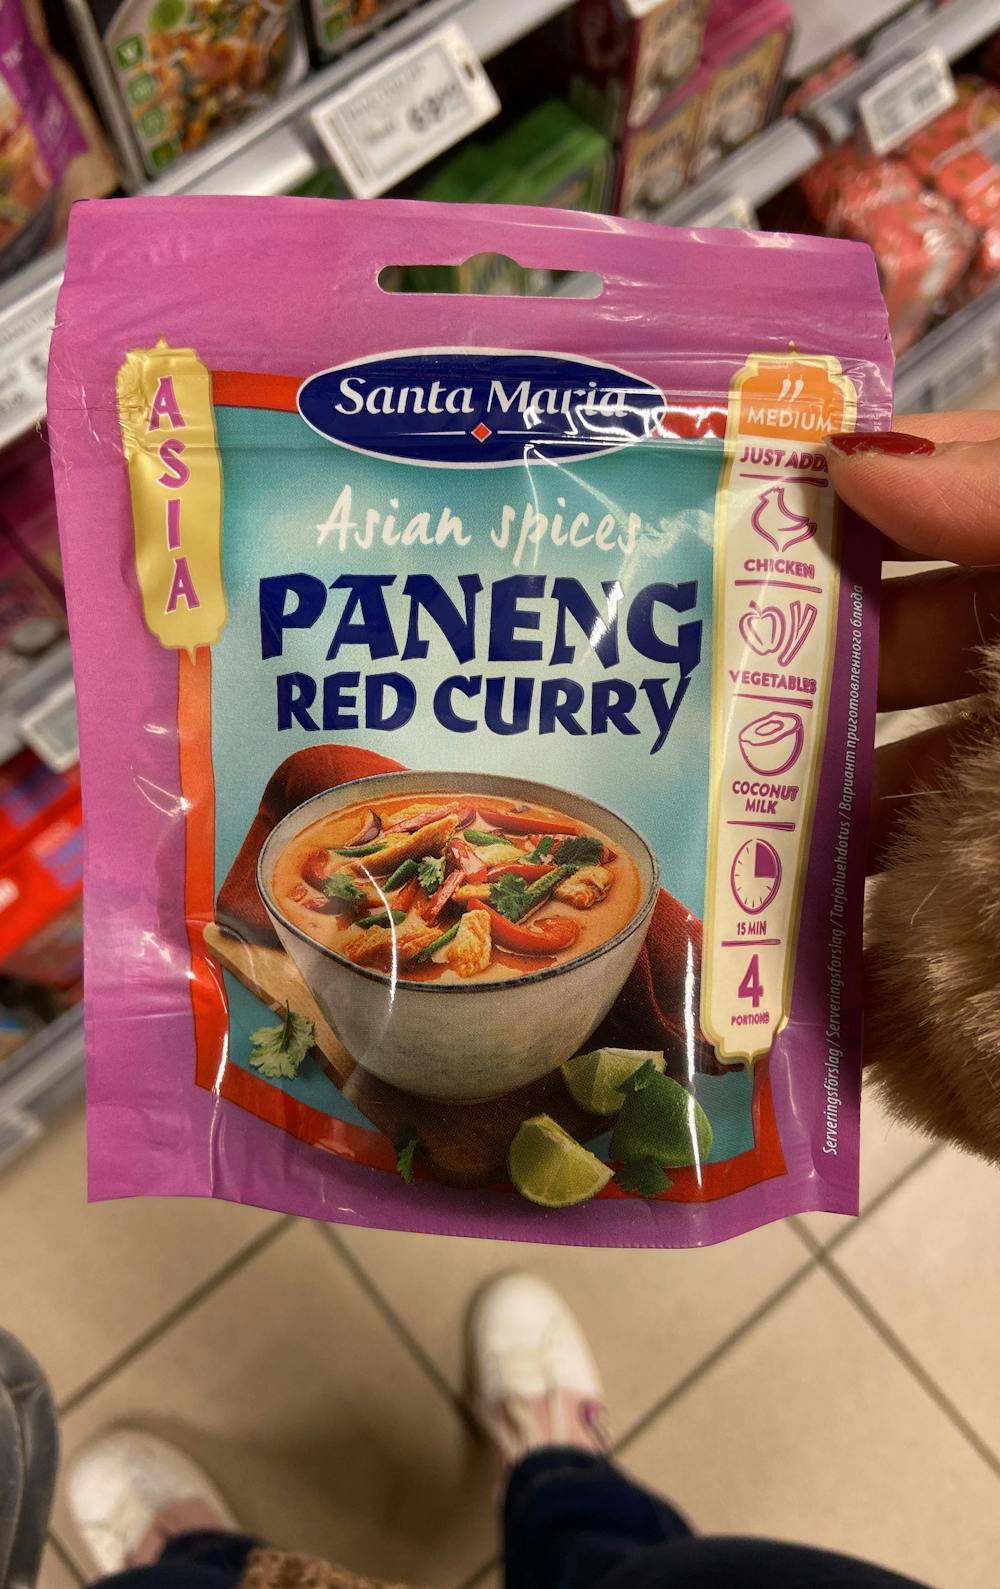 Santa Maria
ASIA
Asian spices
PANENG
RED CURRY
MEDIUM
JUST ADD
CHICKEN
VEGETABLES
COCONUT
MILK
15 MIN
4
PORTIONS
Serveringsförslag / Serveringsforslag / Tarjoiluehdotus / Вариант приготовленного блюда